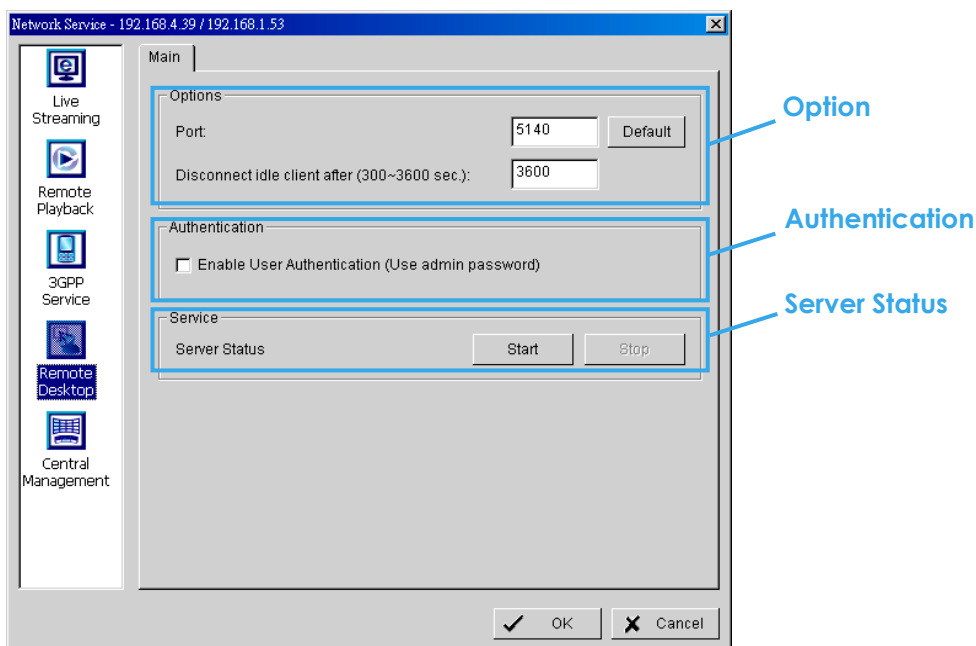 Network Service - 192.168.4.39 / 192.168.1.53
Live
Streaming
Remote
Playback
3GPP
Service
Remote
Desktop
Central
Management
Main
Options
Port: 5140 Default
Disconnect idle client after (300~3600 sec.): 3600
Authentication
Enable User Authentication (Use admin password)
Service
Server Status Start Stop
OK Cancel
Option
Authentication
Server Status